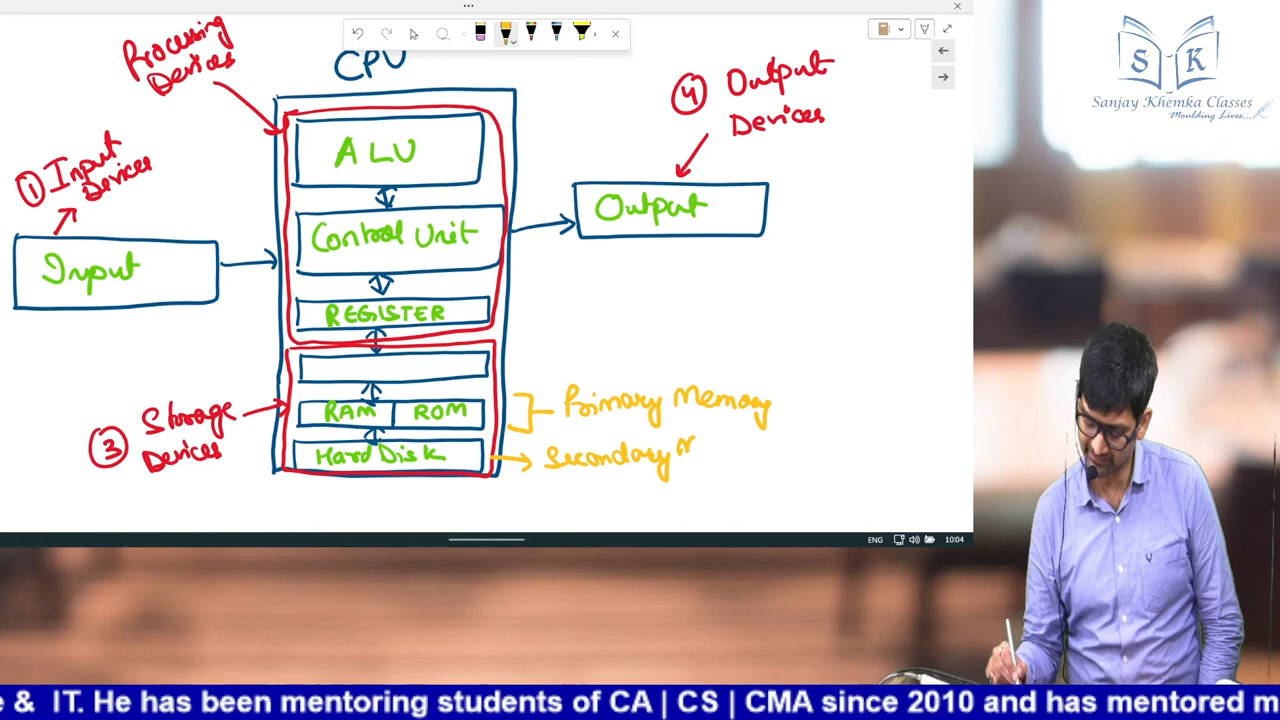 Processing
Devices
CPU
④ Output
Devices
① Input
Devices
ALU
Control Unit
REGISTER
RAM ROM
Hard Disk
Input
Output
③ Storage
Devices
Primary Memory
Secondary M
ENG 10:04
S K
Sanjay Khemka Classes
Moulding Lives...
e & IT. He has been mentoring students of CA | CS | CMA since 2010 and has mentored m